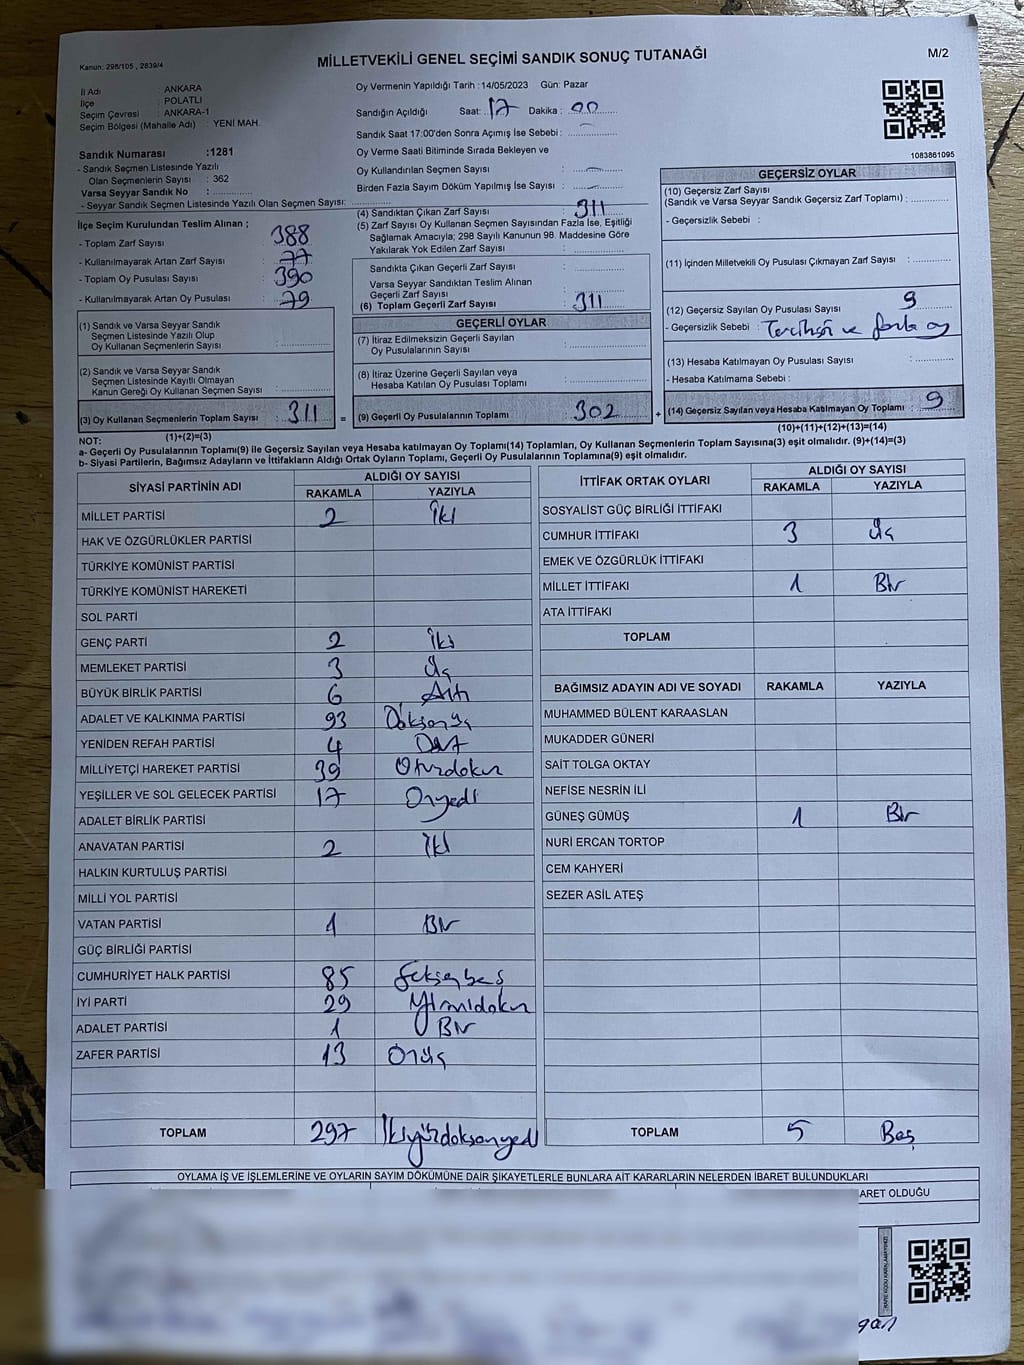 Kanun: 298/105 , 2839/4
MİLLETVEKİLİ GENEL SEÇİMİ SANDIK SONUÇ TUTANAĞI
M/2
İl Adı : ANKARA
İlçe : POLATLI
Seçim Çevresi : ANKARA-1
Seçim Bölgesi (Mahalle Adı) : YENİ MAH.
Sandık Numarası :1281
- Sandık Seçmen Listesinde Yazılı
Olan Seçmenlerin Sayısı : 362
Varsa Seyyar Sandık No :
- Seyyar Sandık Seçmen Listesinde Yazılı Olan Seçmen Sayısı:
Oy Vermenin Yapıldığı Tarih : 14/05/2023 Gün: Pazar
Sandığın Açıldığı Saat: 17 Dakika : 00
Sandık Saat 17:00'den Sonra Açımış İse Sebebi:
Oy Verme Saati Bitiminde Sırada Bekleyen ve
Oy Kullandırılan Seçmen Sayısı :
Birden Fazla Sayım Döküm Yapılmış İse Sayısı :
1083861095
İlçe Seçim Kurulundan Teslim Alınan ;
- Toplam Zarf Sayısı : 388
- Kullanılmayarak Artan Zarf Sayısı : 77
- Toplam Oy Pusulası Sayısı : 390
- Kullanılmayarak Artan Oy Pusulası : 79
(4) Sandıktan Çıkan Zarf Sayısı : 311
(5) Zarf Sayısı Oy Kullanan Seçmen Sayısından Fazla İse, Eşitliği
Sağlamak Amacıyla; 298 Sayılı Kanunun 98. Maddesine Göre
Yakılarak Yok Edilen Zarf Sayısı :
Sandıkta Çıkan Geçerli Zarf Sayısı :
Varsa Seyyar Sandıktan Teslim Alınan
Geçerli Zarf Sayısı :
(6) Toplam Geçerli Zarf Sayısı : 311
GEÇERSİZ OYLAR
(10) Geçersiz Zarf Sayısı
(Sandık ve Varsa Seyyar Sandık Geçersiz Zarf Toplamı) :
- Geçersizlik Sebebi :
(11) İçinden Milletvekili Oy Pusulası Çıkmayan Zarf Sayısı :
(12) Geçersiz Sayılan Oy Pusulası Sayısı : 9
- Geçersizlik Sebebi : Tercihsiz ve fazla oy
(13) Hesaba Katılmayan Oy Pusulası Sayısı :
- Hesaba Katılmama Sebebi :
(14) Geçersiz Sayılan veya Hesaba Katılmayan Oy Toplamı : 9
(10)+(11)+(12)+(13)=(14)
(1) Sandık ve Varsa Seyyar Sandık
Seçmen Listesinde Yazılı Olup
Oy Kullanan Seçmenlerin Sayısı :
(2) Sandık ve Varsa Seyyar Sandık
Seçmen Listesinde Kayıtlı Olmayan
Kanun Gereği Oy Kullanan Seçmen Sayısı :
(3) Oy Kullanan Seçmenlerin Toplam Sayısı : 311 =
(1)+(2)=(3)
GEÇERLİ OYLAR
(7) İtiraz Edilmeksizin Geçerli Sayılan
Oy Pusulalarının Sayısı :
(8) İtiraz Üzerine Geçerli Sayılan veya
Hesaba Katılan Oy Pusulası Toplamı :
(9) Geçerli Oy Pusulalarının Toplamı : 302 +
NOT:
a- Geçerli Oy Pusulalarının Toplamı(9) ile Geçersiz Sayılan veya Hesaba katılmayan Oy Toplamı(14) Toplamları, Oy Kullanan Seçmenlerin Toplam Sayısına(3) eşit olmalıdır. (9)+(14)=(3)
b- Siyasi Partilerin, Bağımsız Adayların ve İttifakların Aldığı Ortak Oyların Toplamı, Geçerli Oy Pusulalarının Toplamına(9) eşit olmalıdır.
SİYASİ PARTİNİN ADI
ALDIĞI OY SAYISI
RAKAMLA YAZIYLA
MİLLET PARTİSİ 2 İki
HAK VE ÖZGÜRLÜKLER PARTİSİ
TÜRKİYE KOMÜNİST PARTİSİ
TÜRKİYE KOMÜNİST HAREKETİ
SOL PARTİ
GENÇ PARTİ 2 İki
MEMLEKET PARTİSİ 3 Üç
BÜYÜK BİRLİK PARTİSİ 6 Altı
ADALET VE KALKINMA PARTİSİ 93 Doksanüç
YENİDEN REFAH PARTİSİ 4 Dört
MİLLİYETÇİ HAREKET PARTİSİ 39 Otuzdokuz
YEŞİLLER VE SOL GELECEK PARTİSİ 17 Onyedi
ADALET BİRLİK PARTİSİ
ANAVATAN PARTİSİ 2 İki
HALKIN KURTULUŞ PARTİSİ
MİLLİ YOL PARTİSİ
VATAN PARTİSİ 1 Bir
GÜÇ BİRLİĞİ PARTİSİ
CUMHURİYET HALK PARTİSİ 85 Seksenbeş
İYİ PARTİ 29 Yirmidokuz
ADALET PARTİSİ 1 Bir
ZAFER PARTİSİ 13 Onüç
TOPLAM 297 İkiyüzdoksanyedi
İTTİFAK ORTAK OYLARI
ALDIĞI OY SAYISI
RAKAMLA YAZIYLA
SOSYALİST GÜÇ BİRLİĞİ İTTİFAKI
CUMHUR İTTİFAKI 3 Üç
EMEK VE ÖZGÜRLÜK İTTİFAKI
MİLLET İTTİFAKI 1 Bir
ATA İTTİFAKI
TOPLAM
BAĞIMSIZ ADAYIN ADI VE SOYADI RAKAMLA YAZIYLA
MUHAMMED BÜLENT KARAASLAN
MUKADDER GÜNERİ
SAİT TOLGA OKTAY
NEFİSE NESRİN İLİ
GÜNEŞ GÜMÜŞ 1 Bir
NURİ ERCAN TORTOP
CEM KAHYERİ
SEZER ASİL ATEŞ
TOPLAM 5 Beş
OYLAMA İŞ VE İŞLEMLERİNE VE OYLARIN SAYIM DÖKÜMÜNE DAİR ŞİKAYETLERLE BUNLARA AİT KARARLARIN NELERDEN İBARET BULUNDUKLARI
ARET OLDUĞU